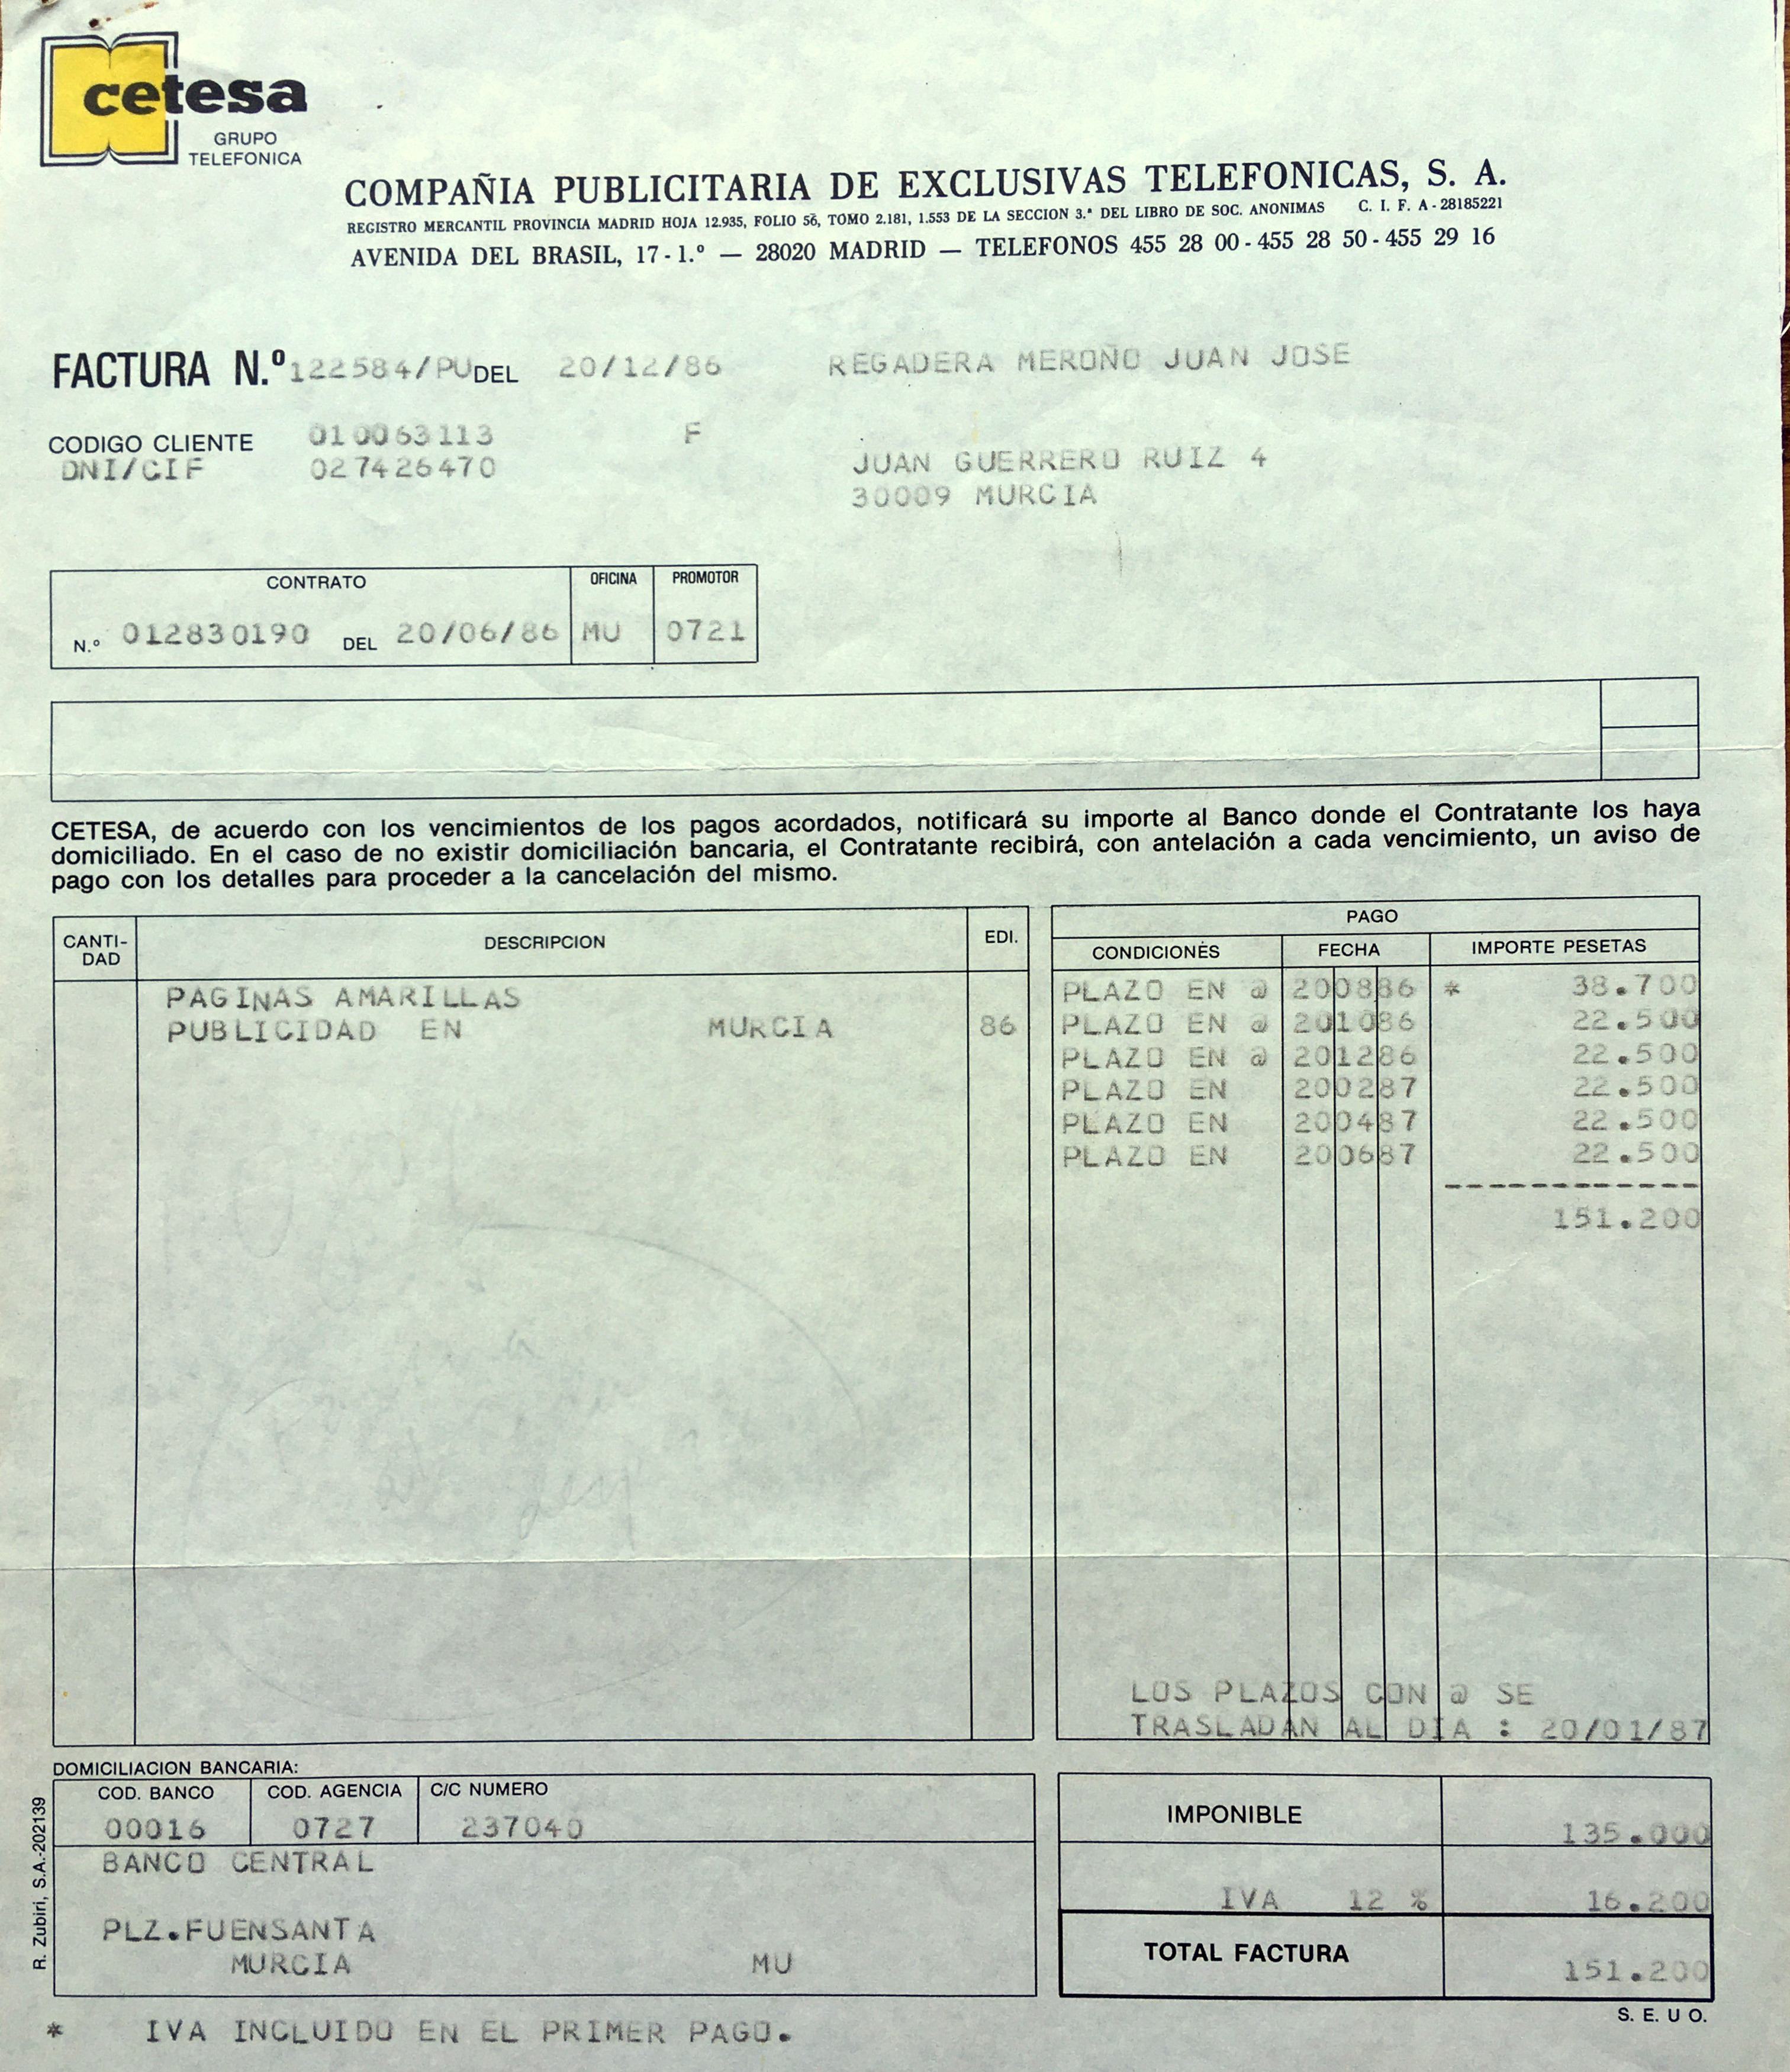 cetesa
GRUPO
TELEFONICA
COMPAÑIA PUBLICITARIA DE EXCLUSIVAS TELEFONICAS, S. A.
REGISTRO MERCANTIL PROVINCIA MADRID HOJA 12.935, FOLIO 56, TOMO 2.181, 1.553 DE LA SECCION 3.ª DEL LIBRO DE SOC. ANONIMAS C. I. F. A-28185221
AVENIDA DEL BRASIL, 17-1.º — 28020 MADRID — TELEFONOS 455 28 00-455 28 50-455 29 16
FACTURA N.º 122584/PU DEL 20/12/86 REGADERA MEROÑO JUAN JOSE
CODIGO CLIENTE 010063113 F
DNI/CIF 027426470
JUAN GUERRERO RUIZ 4
30009 MURCIA
CONTRATO OFICINA PROMOTOR
N.º 012830190 DEL 20/06/86 MU 0721
CETESA, de acuerdo con los vencimientos de los pagos acordados, notificará su importe al Banco donde el Contratante los haya
domiciliado. En el caso de no existir domiciliación bancaria, el Contratante recibirá, con antelación a cada vencimiento, un aviso de
pago con los detalles para proceder a la cancelación del mismo.
CANTI-
DAD
DESCRIPCION EDI.
PAGINAS AMARILLAS
PUBLICIDAD EN MURCIA 86
PAGO
CONDICIONES FECHA IMPORTE PESETAS
PLAZO EN @ 200886 * 38.700
PLAZO EN @ 201086 22.500
PLAZO EN @ 201286 22.500
PLAZO EN 200287 22.500
PLAZO EN 200487 22.500
PLAZO EN 200687 22.500
------------
151.200
LOS PLAZOS CON @ SE
TRASLADAN AL DIA : 20/01/87
DOMICILIACION BANCARIA:
COD. BANCO COD. AGENCIA C/C NUMERO
00016 0727 237040
BANCO CENTRAL
PLZ.FUENSANTA
MURCIA MU
IMPONIBLE 135.000
IVA 12 % 16.200
TOTAL FACTURA 151.200
S. E. U O.
* IVA INCLUIDO EN EL PRIMER PAGO.
R. Zubiri, S.A.-202139